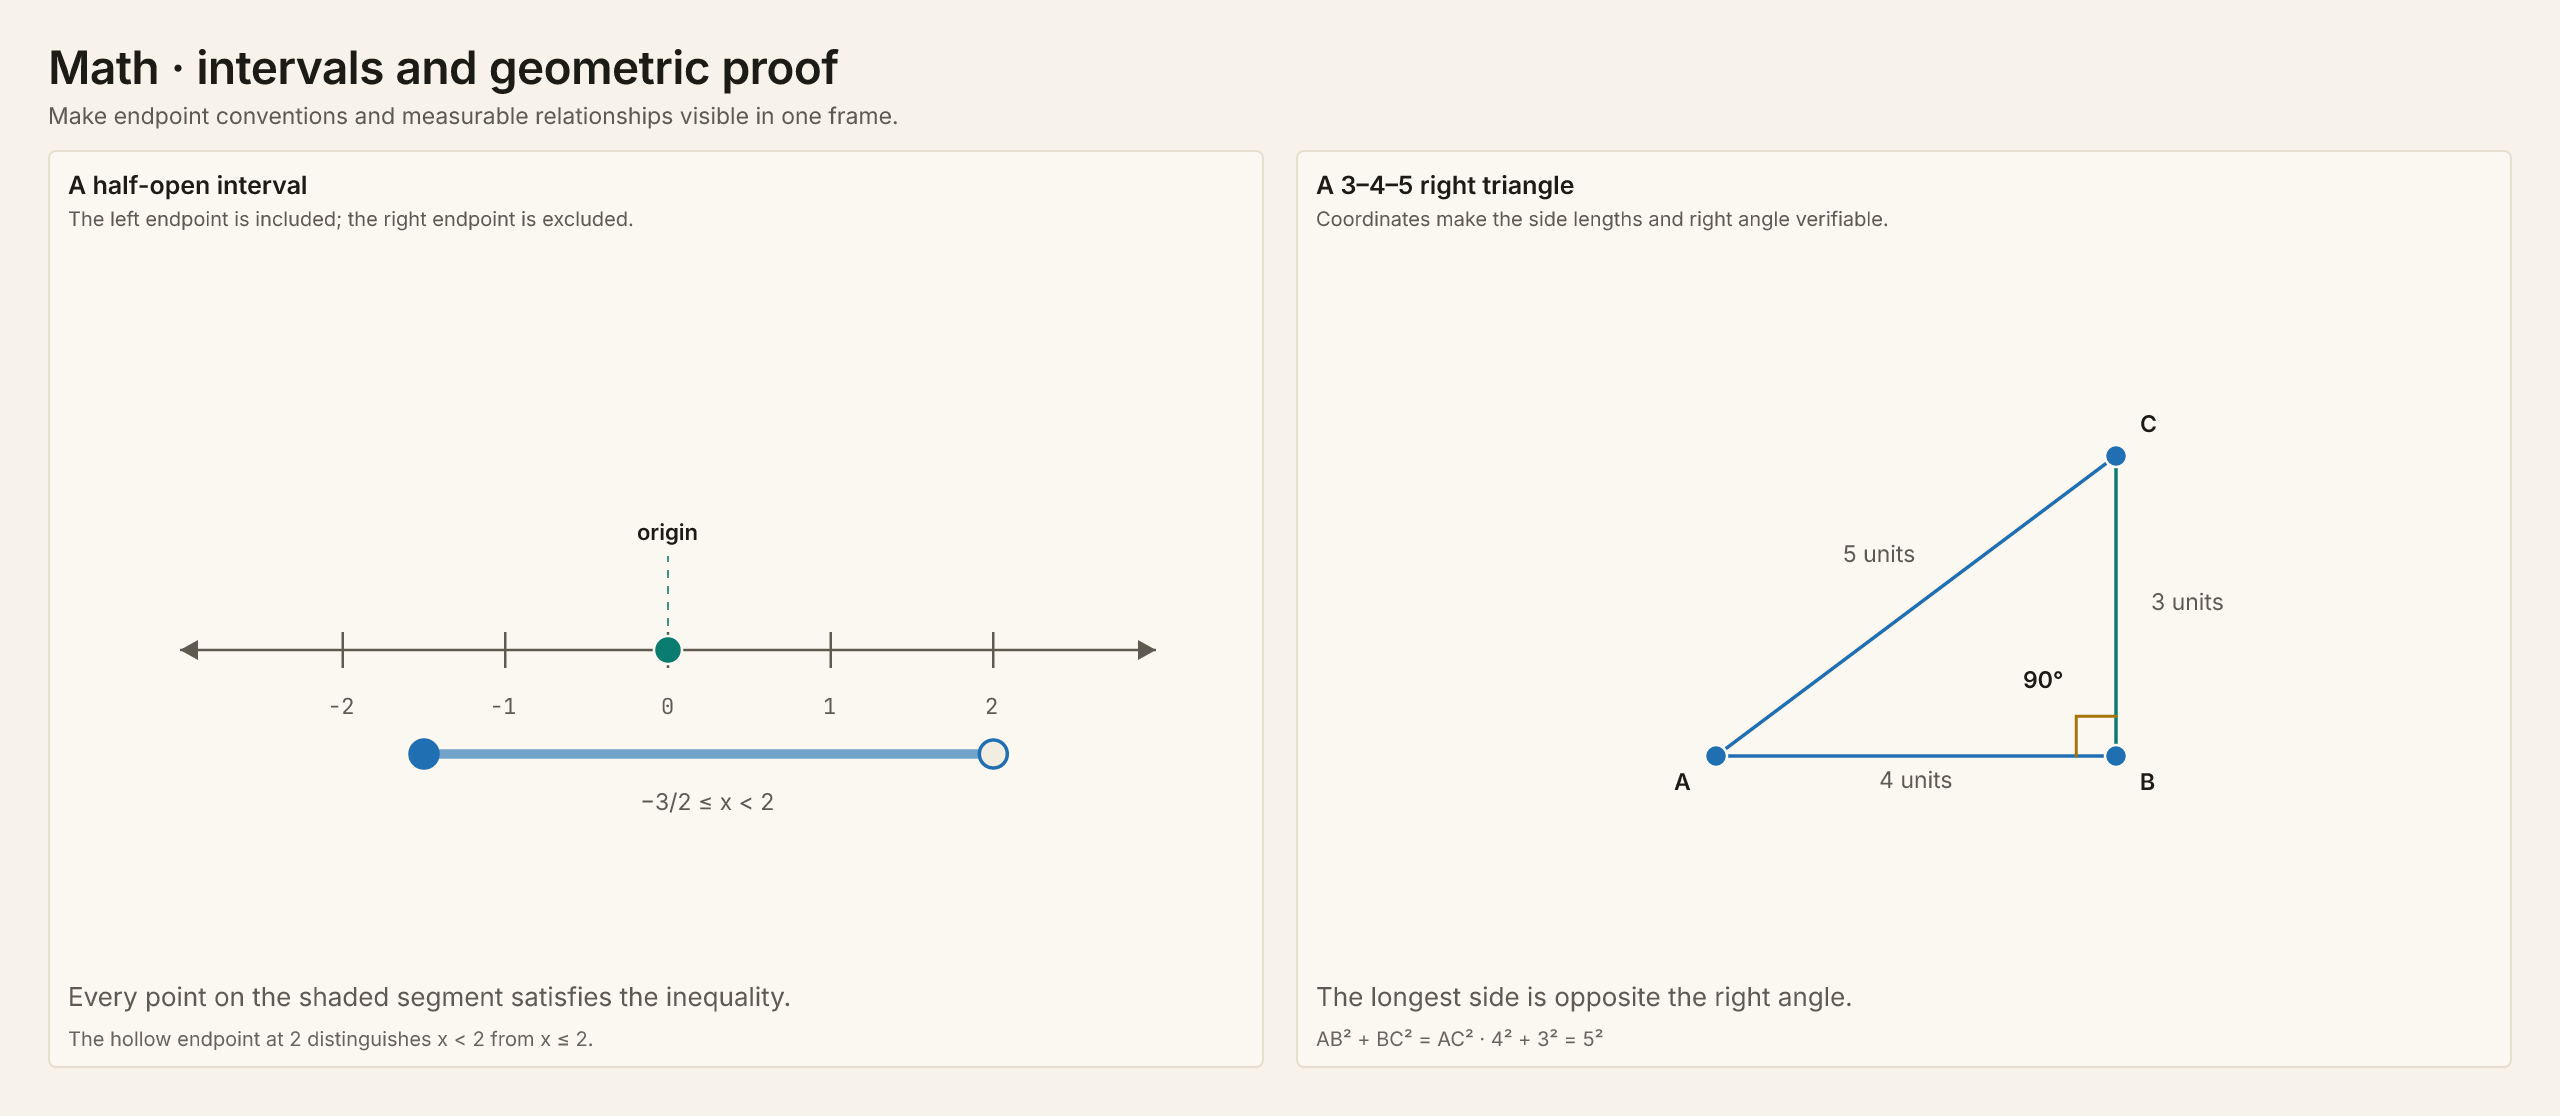 Math · intervals and geometric proof
Make endpoint conventions and measurable relationships visible in one frame.
A half-open interval
The left endpoint is included; the right endpoint is excluded.
origin
-2 -1 0 1 2
−3/2 ≤ x < 2
Every point on the shaded segment satisfies the inequality.
The hollow endpoint at 2 distinguishes x < 2 from x ≤ 2.
A 3–4–5 right triangle
Coordinates make the side lengths and right angle verifiable.
C
5 units
3 units
90°
A
4 units
B
The longest side is opposite the right angle.
AB² + BC² = AC² · 4² + 3² = 5²